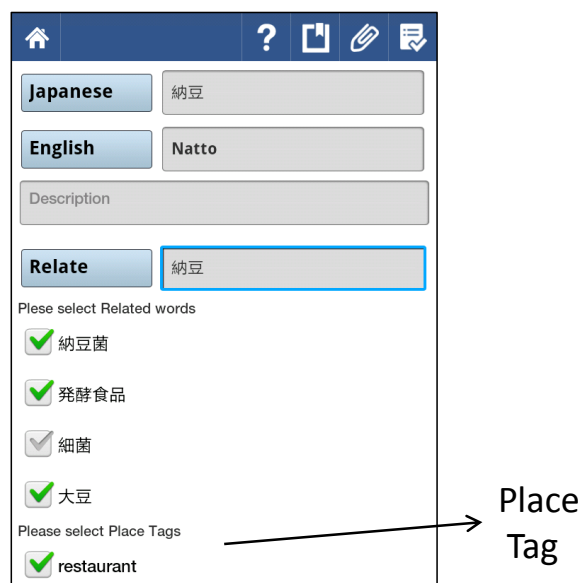 ?
Japanese 納豆
English Natto
Description
Relate 納豆
Plese select Related words
納豆菌
発酵食品
細菌
大豆
Please select Place Tags
restaurant
Place
Tag